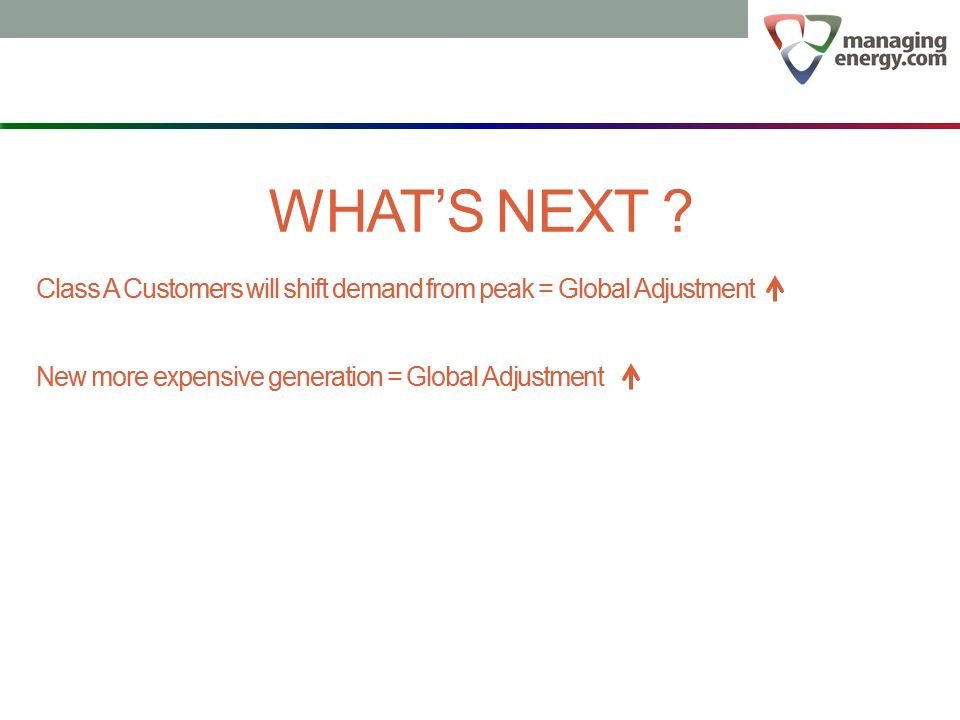 managing
energy.com
WHAT’S NEXT ?
Class A Customers will shift demand from peak = Global Adjustment ↑
New more expensive generation = Global Adjustment ↑